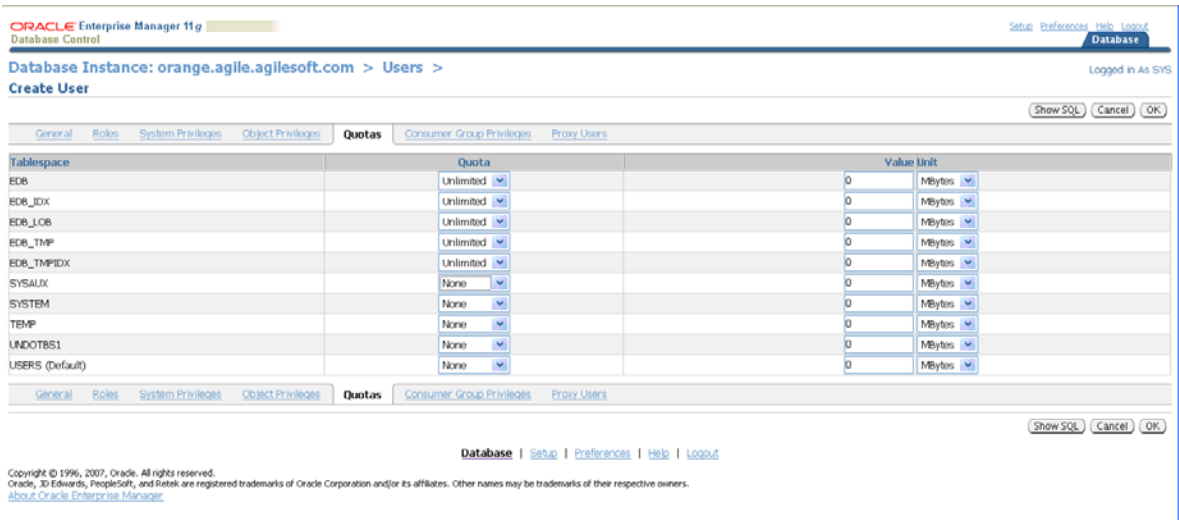 ORACLE Enterprise Manager 11g
Database Control
Setup Preferences Help Logout
Database
Database Instance: orange.agile.agilesoft.com > Users >
Logged in As SYS
Create User
Show SQL Cancel OK
General Roles System Privileges Object Privileges Quotas Consumer Group Privileges Proxy Users
Tablespace Quota Value Unit
EDB Unlimited 0 MBytes
EDB_IDX Unlimited 0 MBytes
EDB_LOB Unlimited 0 MBytes
EDB_TMP Unlimited 0 MBytes
EDB_TMPIDX Unlimited 0 MBytes
SYSAUX None 0 MBytes
SYSTEM None 0 MBytes
TEMP None 0 MBytes
UNDOTBS1 None 0 MBytes
USERS (Default) None 0 MBytes
General Roles System Privileges Object Privileges Quotas Consumer Group Privileges Proxy Users
Show SQL Cancel OK
Database | Setup | Preferences | Help | Logout
Copyright © 1996, 2007, Oracle. All rights reserved.
Oracle, JD Edwards, PeopleSoft, and Retek are registered trademarks of Oracle Corporation and/or its affiliates. Other names may be trademarks of their respective owners.
About Oracle Enterprise Manager